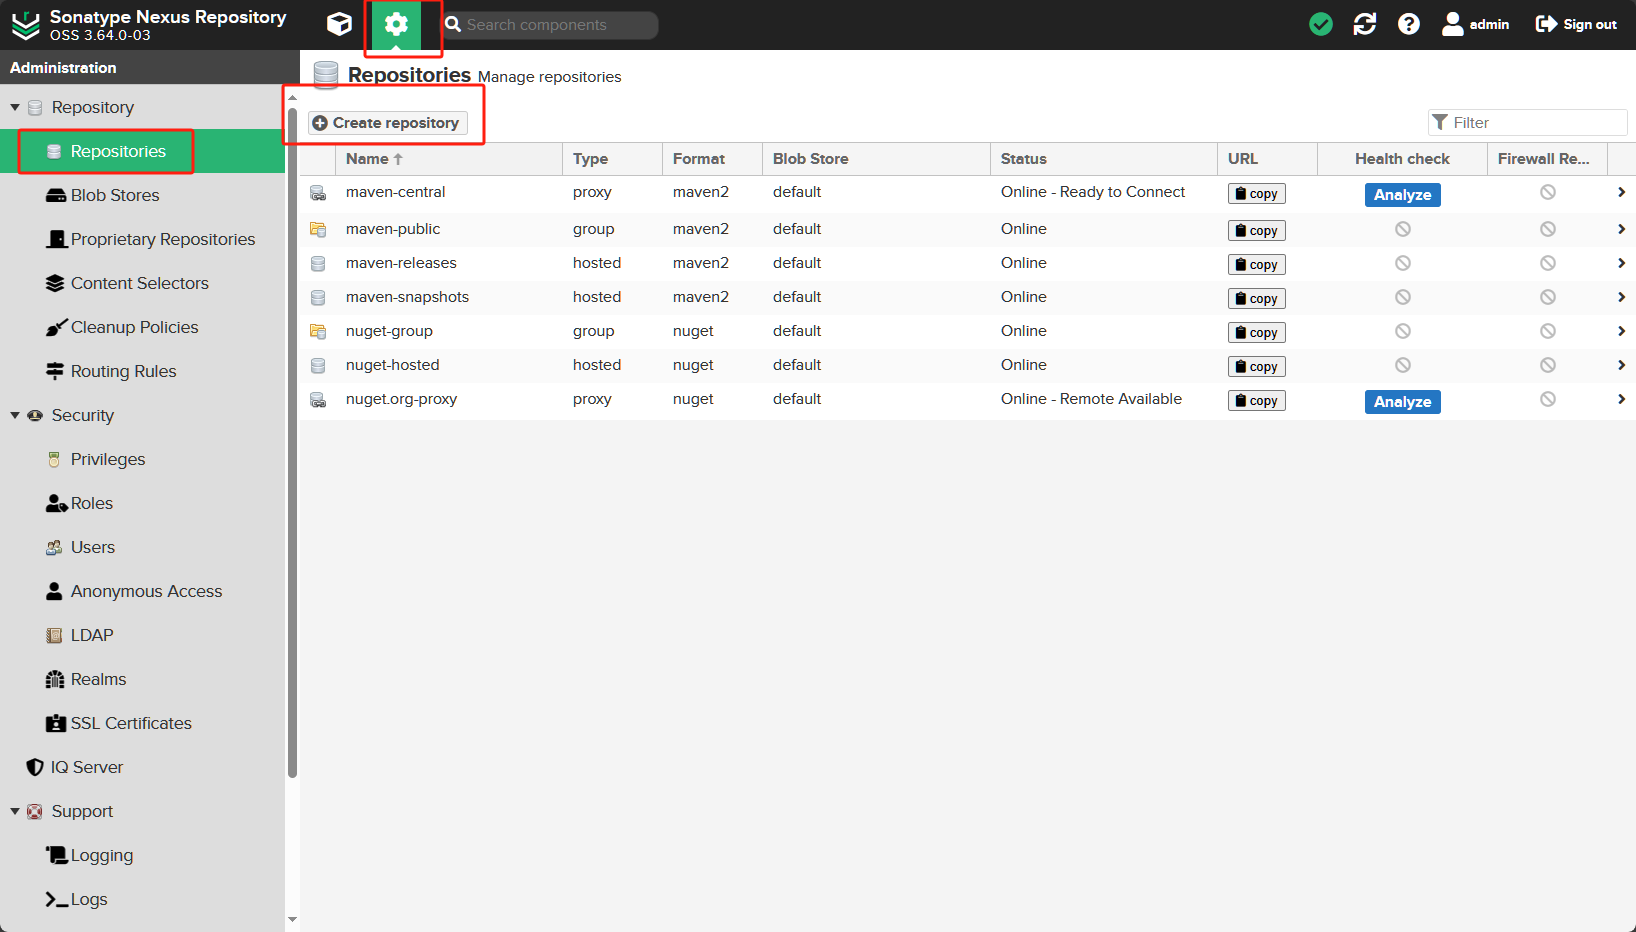 Sonatype Nexus Repository
OSS 3.64.0-03
Search components
admin
Sign out
Administration
Repository
Repositories
Blob Stores
Proprietary Repositories
Content Selectors
Cleanup Policies
Routing Rules
Security
Privileges
Roles
Users
Anonymous Access
LDAP
Realms
SSL Certificates
IQ Server
Support
Logging
Logs
Repositories Manage repositories
Create repository
Filter
Name Type Format Blob Store Status URL Health check Firewall Re...
maven-central proxy maven2 default Online - Ready to Connect copy Analyze
maven-public group maven2 default Online copy
maven-releases hosted maven2 default Online copy
maven-snapshots hosted maven2 default Online copy
nuget-group group nuget default Online copy
nuget-hosted hosted nuget default Online copy
nuget.org-proxy proxy nuget default Online - Remote Available copy Analyze